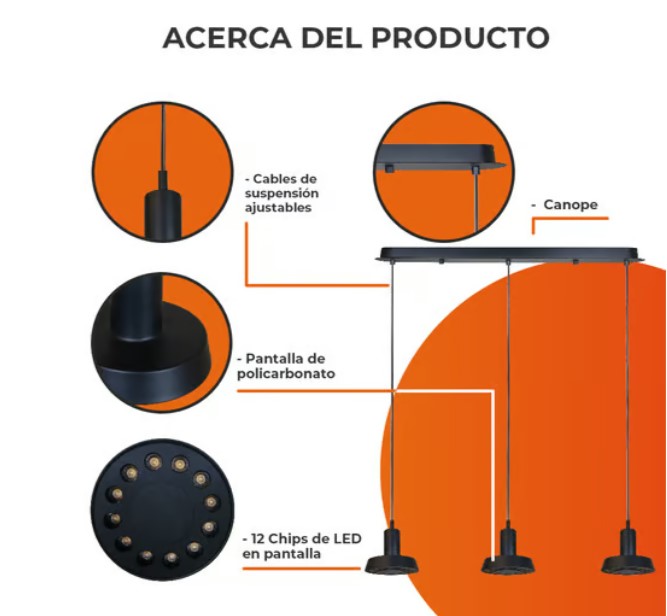 ACERCA DEL PRODUCTO
- Cables de
suspensión
ajustables
- Canope
- Pantalla de
policarbonato
- 12 Chips de LED
en pantalla